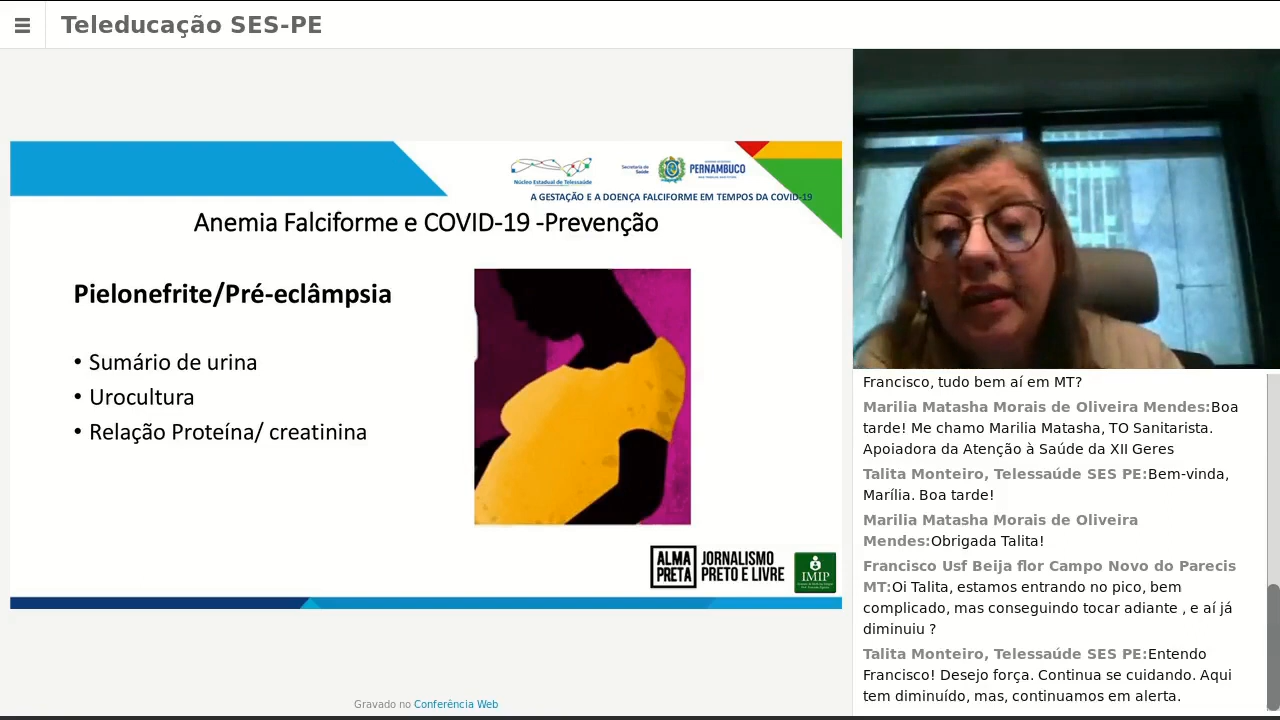 Teleducação SES-PE
Núcleo Estadual de Telessaúde
Secretaria de
Saúde
PERNAMBUCO
A GESTAÇÃO E A DOENÇA FALCIFORME EM TEMPOS DA COVID-19
Anemia Falciforme e COVID-19 -Prevenção
Pielonefrite/Pré-eclâmpsia
• Sumário de urina
• Urocultura
• Relação Proteína/ creatinina
ALMA
PRETA
JORNALISMO
PRETO E LIVRE
IMIP
Gravado no Conferência Web
Francisco, tudo bem aí em MT?
Marilia Matasha Morais de Oliveira Mendes:Boa
tarde! Me chamo Marilia Matasha, TO Sanitarista.
Apoiadora da Atenção à Saúde da XII Geres
Talita Monteiro, Telessaúde SES PE:Bem-vinda,
Marília. Boa tarde!
Marilia Matasha Morais de Oliveira
Mendes:Obrigada Talita!
Francisco Usf Beija flor Campo Novo do Parecis
MT:Oi Talita, estamos entrando no pico, bem
complicado, mas conseguindo tocar adiante , e aí já
diminuiu ?
Talita Monteiro, Telessaúde SES PE:Entendo
Francisco! Desejo força. Continua se cuidando. Aqui
tem diminuído, mas, continuamos em alerta.